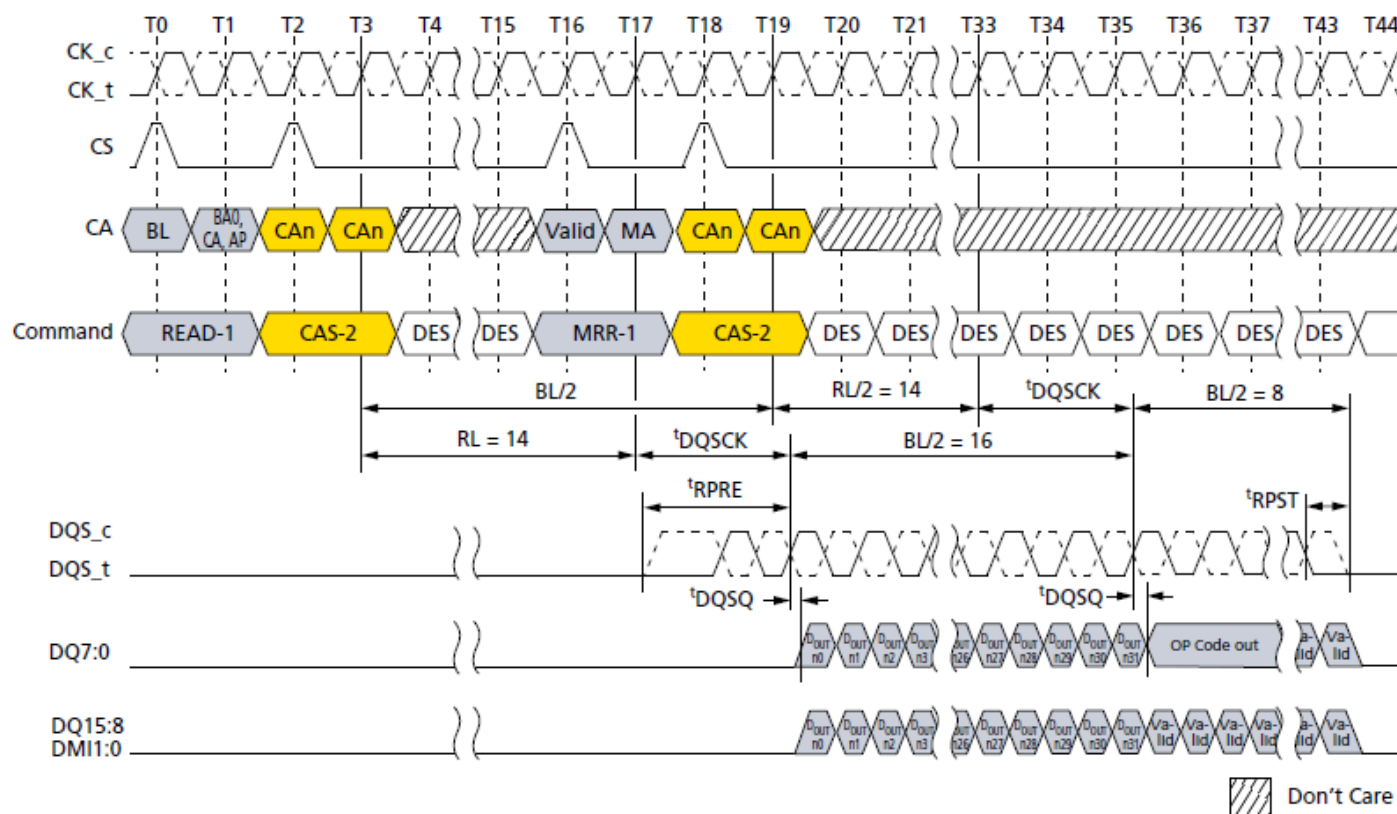 T0 T1 T2 T3 T4 T15 T16 T17 T18 T19 T20 T21 T33 T34 T35 T36 T37 T43 T44
CK_c
CK_t
CS
CA BL BA0, CA, AP CAn CAn Valid MA CAn CAn
Command READ-1 CAS-2 DES DES MRR-1 CAS-2 DES DES DES DES DES DES DES DES
BL/2 RL/2 = 14 tDQSCK BL/2 = 8
RL = 14 tDQSCK BL/2 = 16
tRPRE tRPST
DQS_c
DQS_t
tDQSQ tDQSQ
DQ7:0 DOUT n0 DOUT n1 DOUT n2 DOUT n3 DOUT n26 DOUT n27 DOUT n28 DOUT n29 DOUT n30 DOUT n31 OP Code out a-lid Va-lid
DQ15:8 DOUT n0 DOUT n1 DOUT n2 DOUT n3 DOUT n26 DOUT n27 DOUT n28 DOUT n29 DOUT n30 DOUT n31 Va-lid Va-lid Va-lid Va-lid a-lid Va-lid
DMI1:0
Don't Care